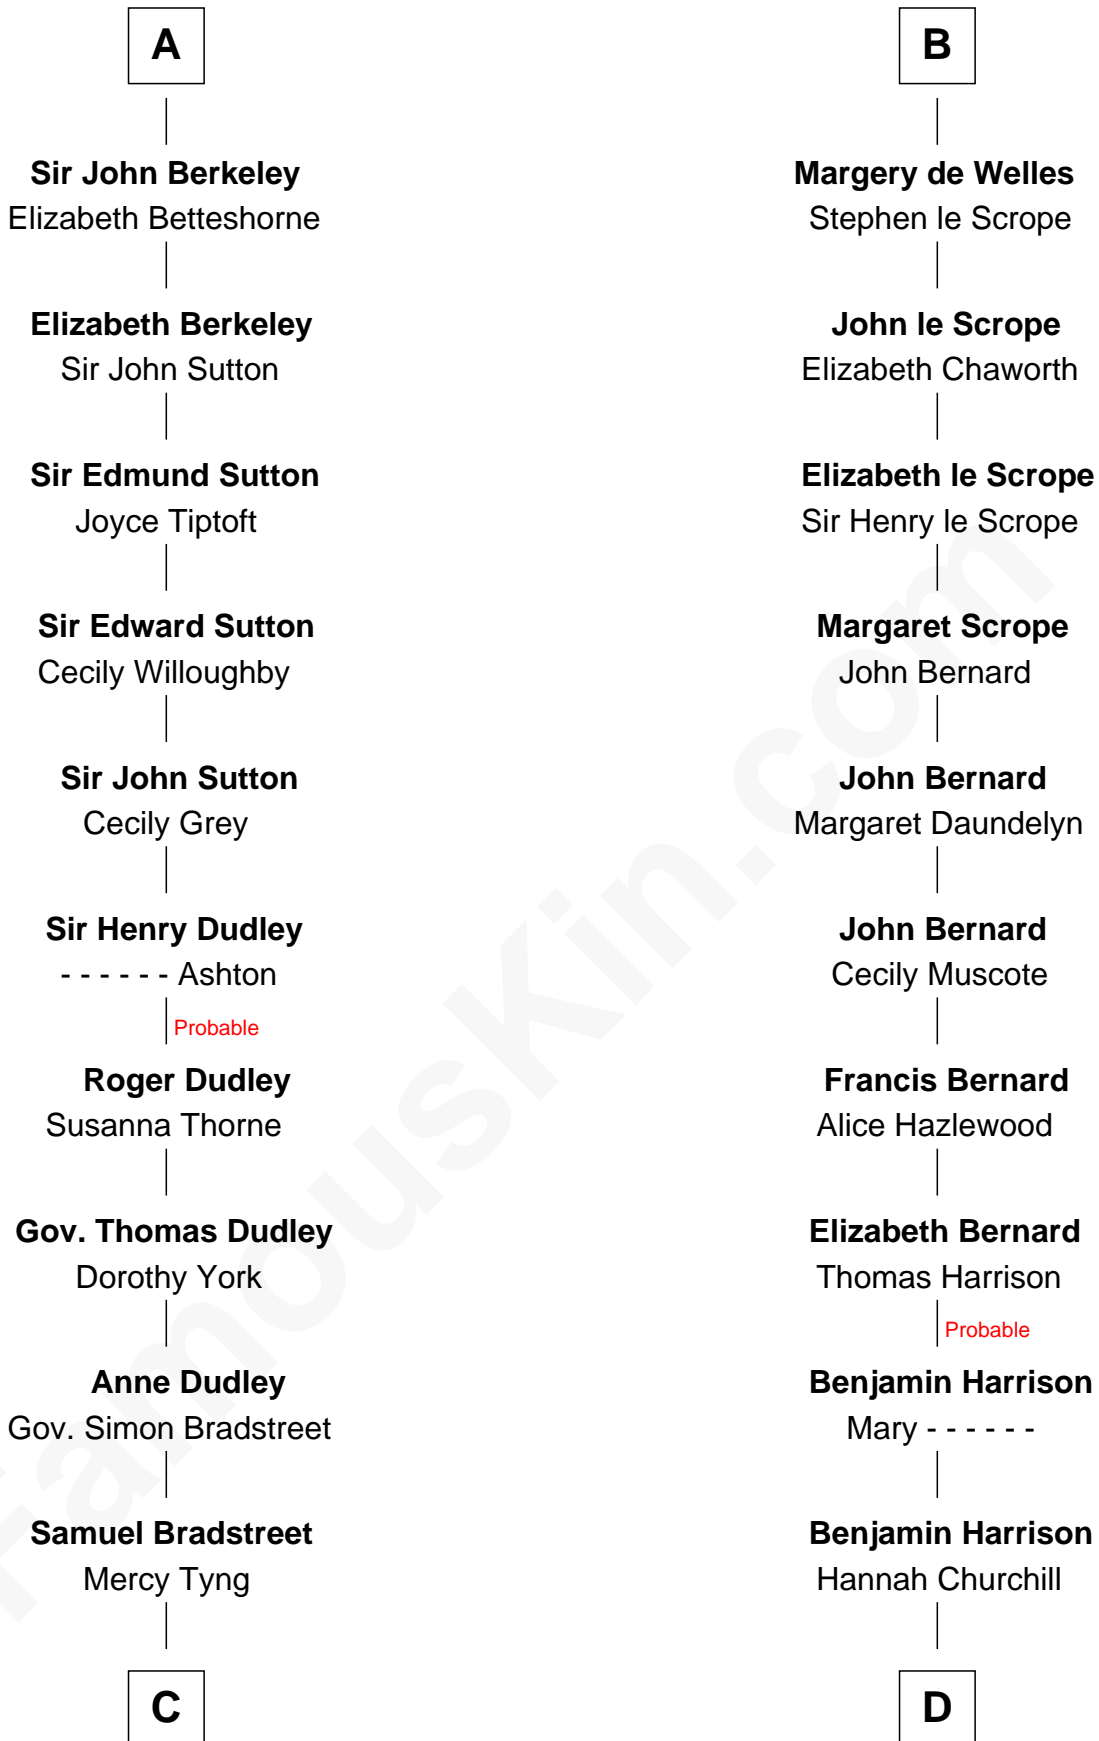 A
Sir John Berkeley
Elizabeth Betteshorne
Elizabeth Berkeley
Sir John Sutton
Sir Edmund Sutton
Joyce Tiptoft
Sir Edward Sutton
Cecily Willoughby
Sir John Sutton
Cecily Grey
Sir Henry Dudley
- - - - - - Ashton
Probable
Roger Dudley
Susanna Thorne
Gov. Thomas Dudley
Dorothy York
Anne Dudley
Gov. Simon Bradstreet
Samuel Bradstreet
Mercy Tyng
C
B
Margery de Welles
Stephen le Scrope
John le Scrope
Elizabeth Chaworth
Elizabeth le Scrope
Sir Henry le Scrope
Margaret Scrope
John Bernard
John Bernard
Margaret Daundelyn
John Bernard
Cecily Muscote
Francis Bernard
Alice Hazlewood
Elizabeth Bernard
Thomas Harrison
Probable
Benjamin Harrison
Mary - - - - - -
Benjamin Harrison
Hannah Churchill
D
FamousKin.com